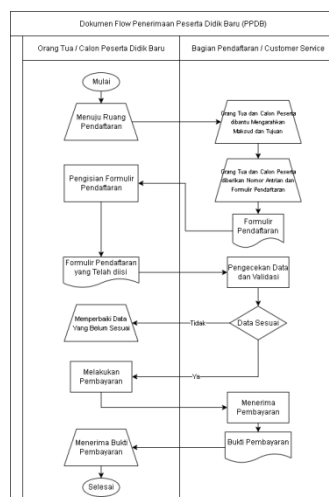 Dokumen Flow Penerimaan Peserta Didik Baru (PPDB)
Orang Tua / Calon Peserta Didik Baru
Bagian Pendaftaran / Customer Service
Mulai
Menuju Ruang
Pendaftaran
Orang Tua dan Calon Peserta
dibantu Mengarahkan
Maksud dan Tujuan
Orang Tua dan Calon Peserta
diberikan Nomor Antrian dan
Formulir Pendaftaran
Pengisian Formulir
Pendaftaran
Formulir
Pendaftaran
Formulir Pendaftaran
yang Telah diisi
Pengecekan Data
dan Validasi
Memperbaiki Data
Yang Belum Sesuai
Tidak
Data Sesuai
Ya
Melakukan
Pembayaran
Menerima
Pembayaran
Menerima Bukti
Pembayaran
Bukti Pembayaran
Selesai